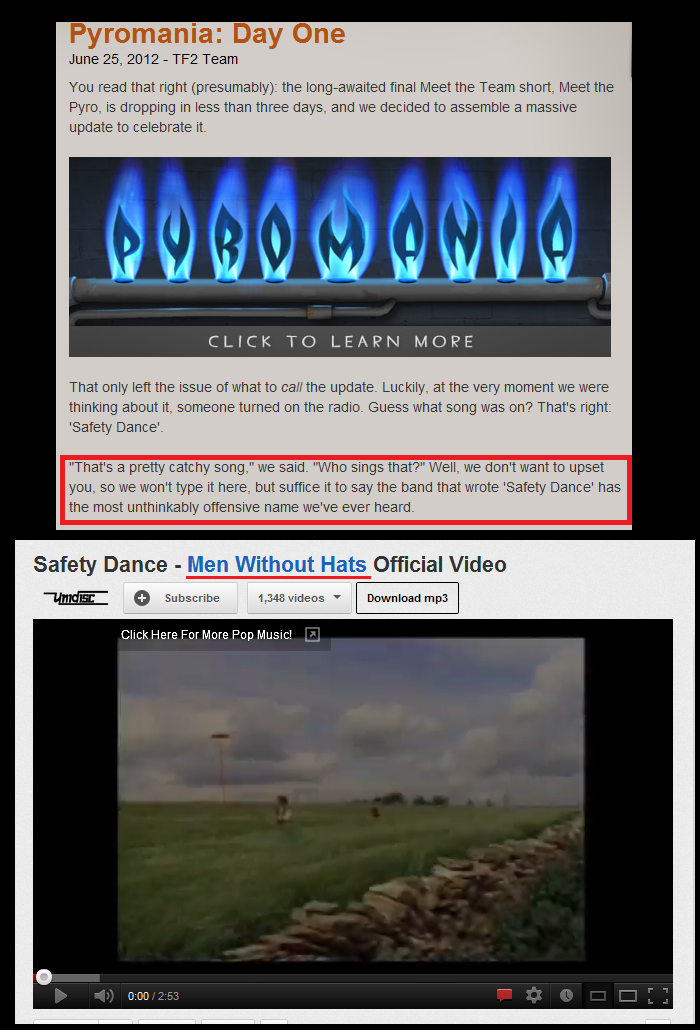 Pyromania: Day One
June 25, 2012 - TF2 Team
You read that right (presumably): the long-awaited final Meet the Team short, Meet the
Pyro, is dropping in less than three days, and we decided to assemble a massive
update to celebrate it.
PYROMANIA
CLICK TO LEARN MORE
That only left the issue of what to call the update. Luckily, at the very moment we were
thinking about it, someone turned on the radio. Guess what song was on? That's right:
'Safety Dance'.
"That's a pretty catchy song," we said. "Who sings that?" Well, we don't want to upset
you, so we won't type it here, but suffice it to say the band that wrote 'Safety Dance' has
the most unthinkably offensive name we've ever heard.
Safety Dance - Men Without Hats Official Video
Subscribe
1,348 videos
Download mp3
Click Here For More Pop Music!
0:00 / 2:53